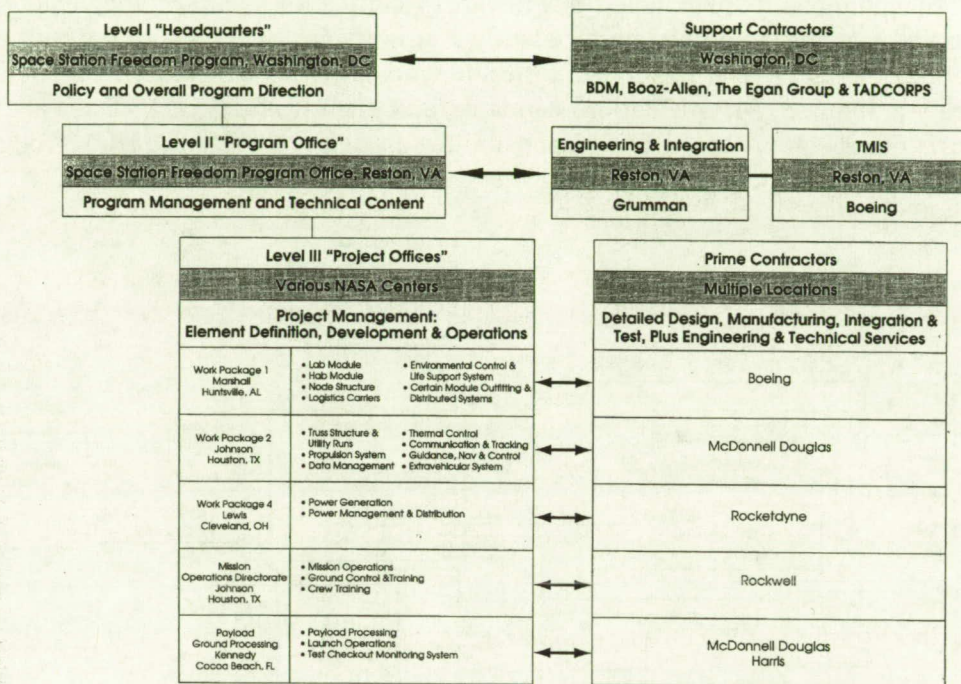 Level I "Headquarters"
Space Station Freedom Program, Washington, DC
Policy and Overall Program Direction
Support Contractors
Washington, DC
BDM, Booz-Allen, The Egan Group & TADCORPS
Level II "Program Office"
Space Station Freedom Program Office, Reston, VA
Program Management and Technical Content
Engineering & Integration
Reston, VA
Grumman
TMIS
Reston, VA
Boeing
Level III "Project Offices"
Various NASA Centers
Project Management:
Element Definition, Development & Operations
Prime Contractors
Multiple Locations
Detailed Design, Manufacturing, Integration &
Test, Plus Engineering & Technical Services
Work Package 1
Marshall
Huntsville, AL
• Lab Module
• Hab Module
• Node Structure
• Logistics Carriers
• Environmental Control &
Life Support System
• Certain Module Outfitting &
Distributed Systems
Boeing
Work Package 2
Johnson
Houston, TX
• Truss Structure &
Utility Runs
• Propulsion System
• Data Management
• Thermal Control
• Communication & Tracking
• Guidance, Nav & Control
• Extravehicular System
McDonnell Douglas
Work Package 4
Lewis
Cleveland, OH
• Power Generation
• Power Management & Distribution
Rocketdyne
Mission
Operations Directorate
Johnson
Houston, TX
• Mission Operations
• Ground Control &Training
• Crew Training
Rockwell
Payload
Ground Processing
Kennedy
Cocoa Beach, FL
• Payload Processing
• Launch Operations
• Test Checkout Monitoring System
McDonnell Douglas
Harris